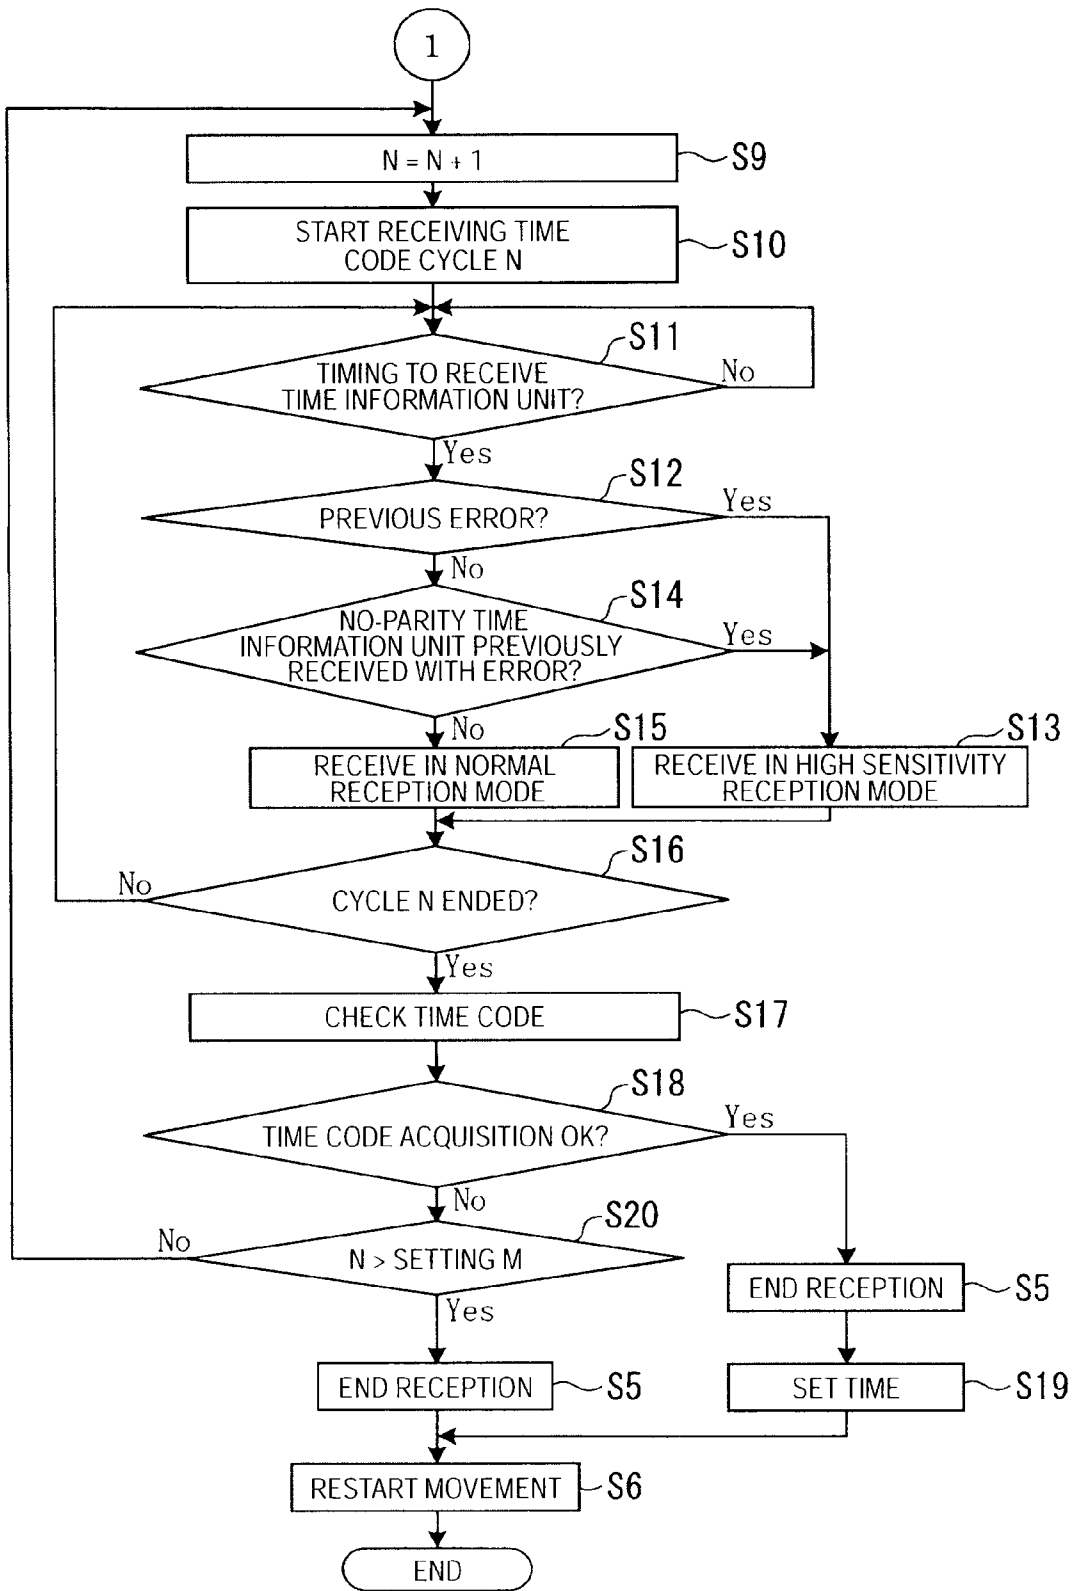 1
N = N + 1
S9
START RECEIVING TIME
CODE CYCLE N
S10
S11
TIMING TO RECEIVE
TIME INFORMATION UNIT?
No
Yes
S12
PREVIOUS ERROR?
Yes
No
S14
NO-PARITY TIME
INFORMATION UNIT PREVIOUSLY
RECEIVED WITH ERROR?
Yes
No
S15
S13
RECEIVE IN NORMAL
RECEPTION MODE
RECEIVE IN HIGH SENSITIVITY
RECEPTION MODE
S16
No
CYCLE N ENDED?
Yes
CHECK TIME CODE
S17
S18
TIME CODE ACQUISITION OK?
Yes
No
S20
No
N > SETTING M
Yes
END RECEPTION
S5
END RECEPTION
S5
SET TIME
S19
RESTART MOVEMENT
S6
END